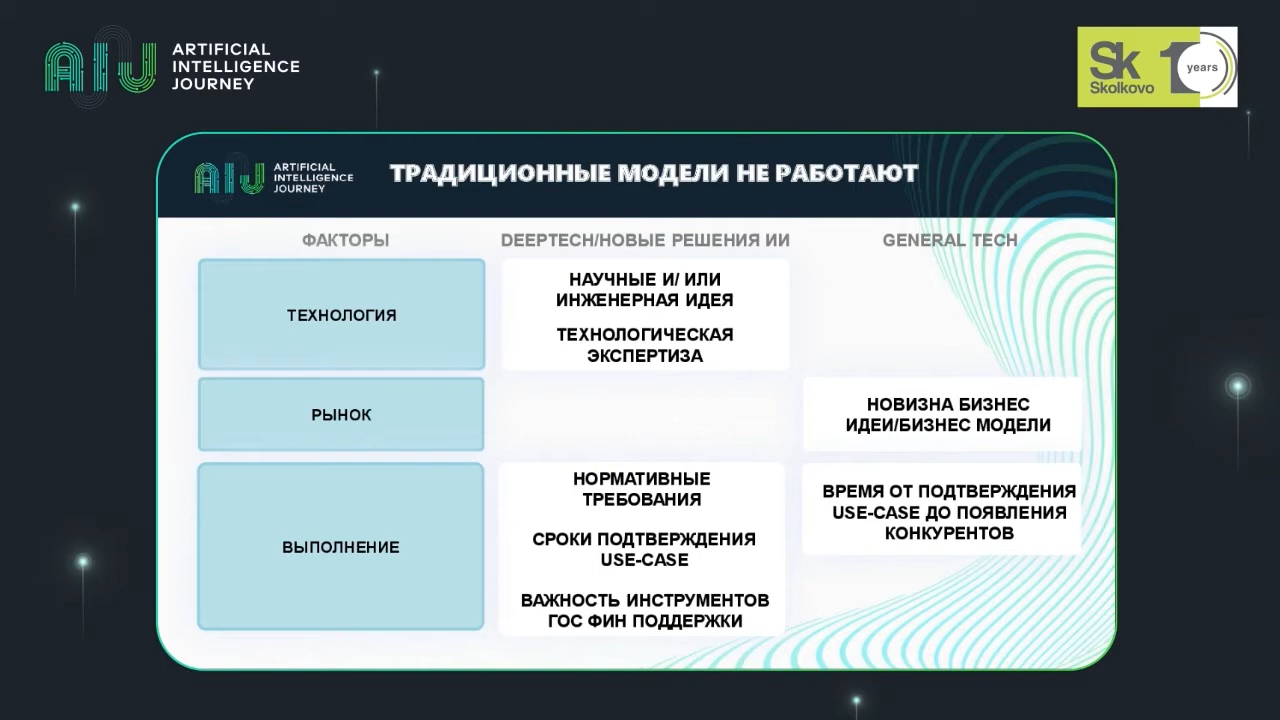 ARTIFICIAL
INTELLIGENCE
JOURNEY
Sk
Skolkovo
10
years
AIJ
ARTIFICIAL
INTELLIGENCE
JOURNEY
ТРАДИЦИОННЫЕ МОДЕЛИ НЕ РАБОТАЮТ
ФАКТОРЫ
DEEPTECH/НОВЫЕ РЕШЕНИЯ ИИ
GENERAL TECH
ТЕХНОЛОГИЯ
НАУЧНЫЕ И/ ИЛИ
ИНЖЕНЕРНАЯ ИДЕЯ
ТЕХНОЛОГИЧЕСКАЯ
ЭКСПЕРТИЗА
РЫНОК
НОВИЗНА БИЗНЕС
ИДЕИ/БИЗНЕС МОДЕЛИ
ВЫПОЛНЕНИЕ
НОРМАТИВНЫЕ
ТРЕБОВАНИЯ
СРОКИ ПОДТВЕРЖДЕНИЯ
USE-CASE
ВАЖНОСТЬ ИНСТРУМЕНТОВ
ГОС ФИН ПОДДЕРЖКИ
ВРЕМЯ ОТ ПОДТВЕРЖДЕНИЯ
USE-CASE ДО ПОЯВЛЕНИЯ
КОНКУРЕНТОВ